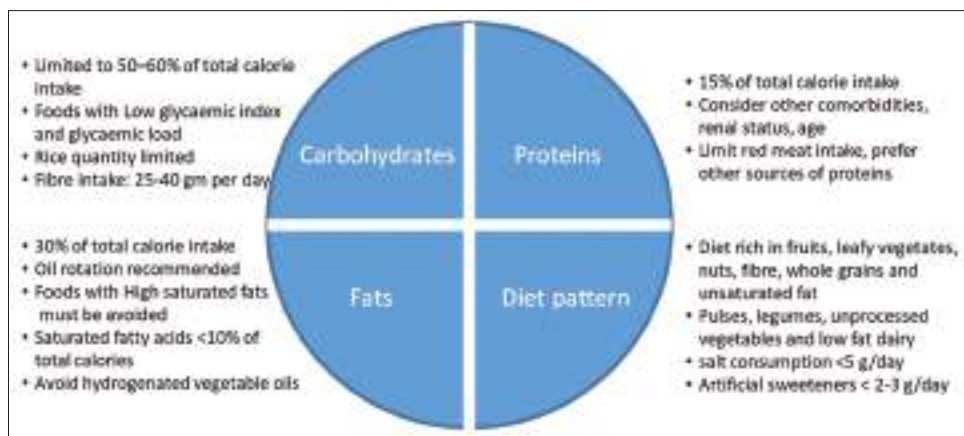 • Limited to 50–60% of total calorie
intake
• Foods with Low glycaemic index
and glycaemic load
• Rice quantity limited
• Fibre intake: 25-40 gm per day
Carbohydrates
Proteins
• 15% of total calorie intake
• Consider other comorbidities,
renal status, age
• Limit red meat intake, prefer
other sources of proteins
• 30% of total calorie intake
• Oil rotation recommended
• Foods with High saturated fats
must be avoided
• Saturated fatty acids <10% of
total calories
• Avoid hydrogenated vegetable oils
Fats
Diet pattern
• Diet rich in fruits, leafy vegetates,
nuts, fibre, whole grains and
unsaturated fat
• Pulses, legumes, unprocessed
vegetables and low fat dairy
• salt consumption <5 g/day
• Artificial sweeteners < 2-3 g/day